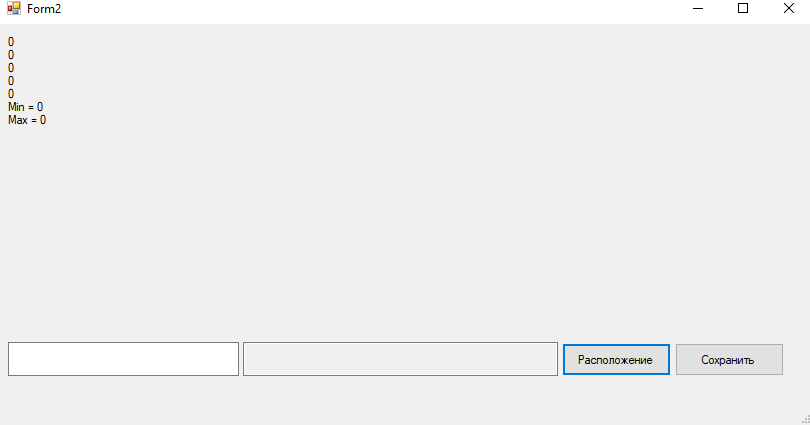 Form2
0
0
0
0
0
Min = 0
Max = 0
Расположение
Сохранить